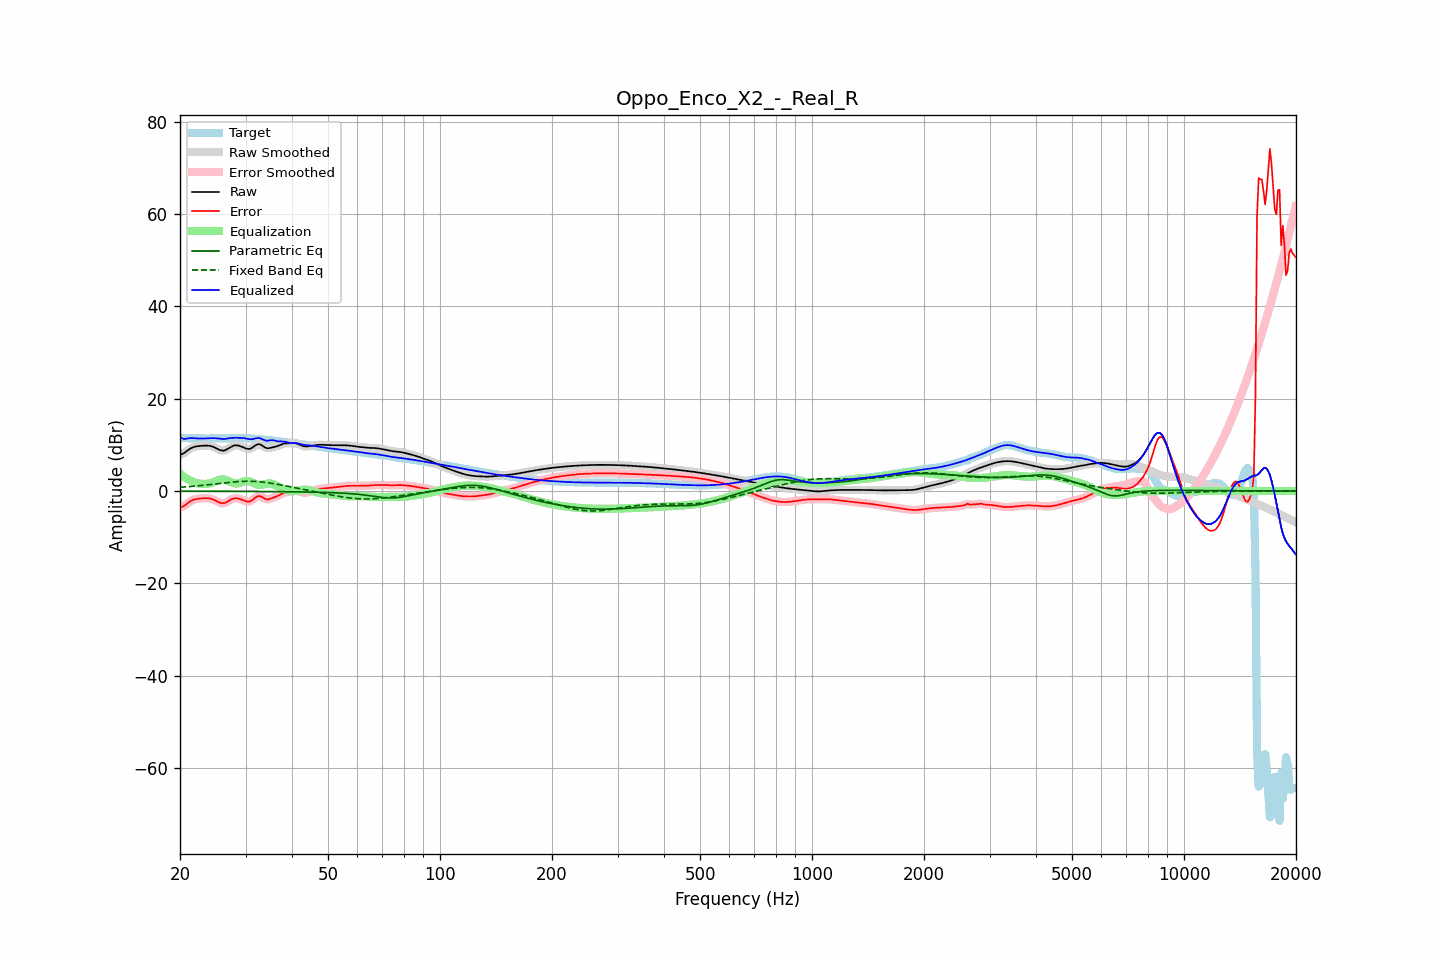 Oppo_Enco_X2_-_Real_R
80
60
40
20
0
−20
−40
−60
Amplitude (dBr)
Target
Raw Smoothed
Error Smoothed
Raw
Error
Equalization
Parametric Eq
Fixed Band Eq
Equalized
20 50 100 200 500 1000 2000 5000 10000 20000
Frequency (Hz)